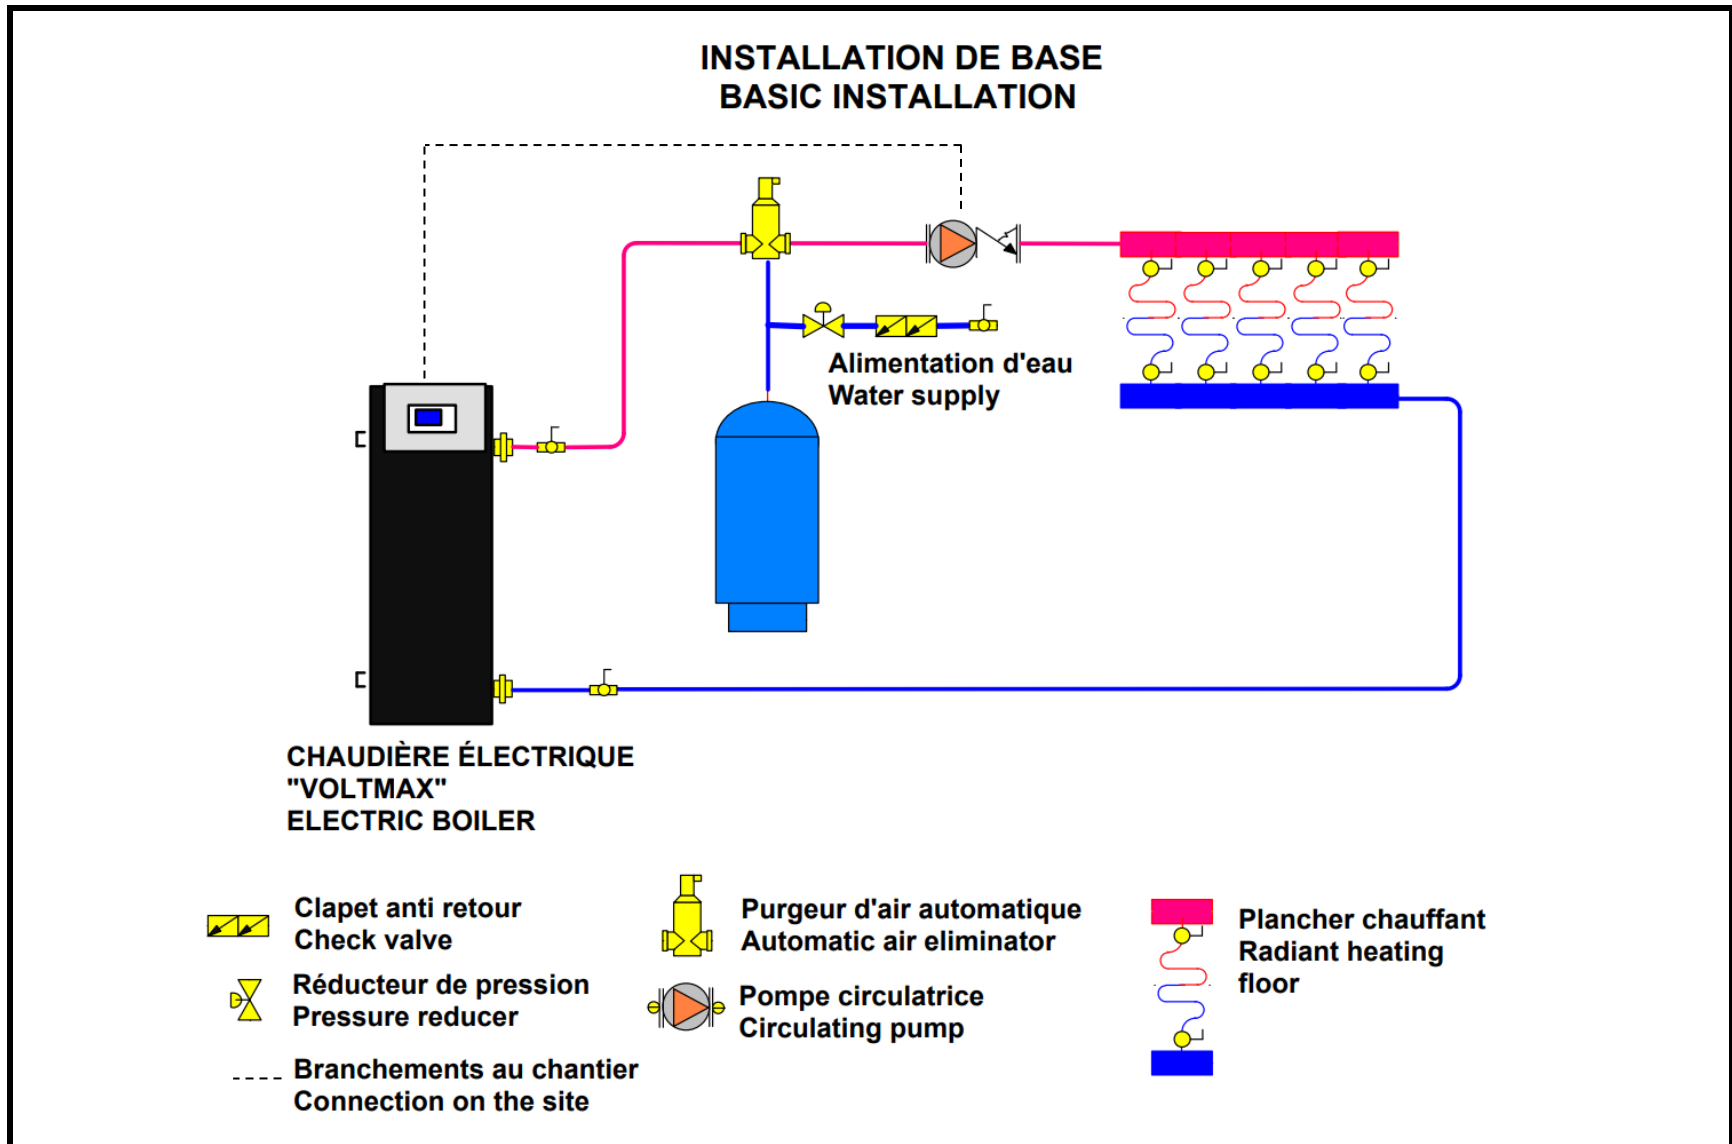 INSTALLATION DE BASE
BASIC INSTALLATION
Alimentation d'eau
Water supply
CHAUDIÈRE ÉLECTRIQUE
"VOLTMAX"
ELECTRIC BOILER
Clapet anti retour
Check valve
Réducteur de pression
Pressure reducer
Branchements au chantier
Connection on the site
Purgeur d'air automatique
Automatic air eliminator
Pompe circulatrice
Circulating pump
Plancher chauffant
Radiant heating
floor